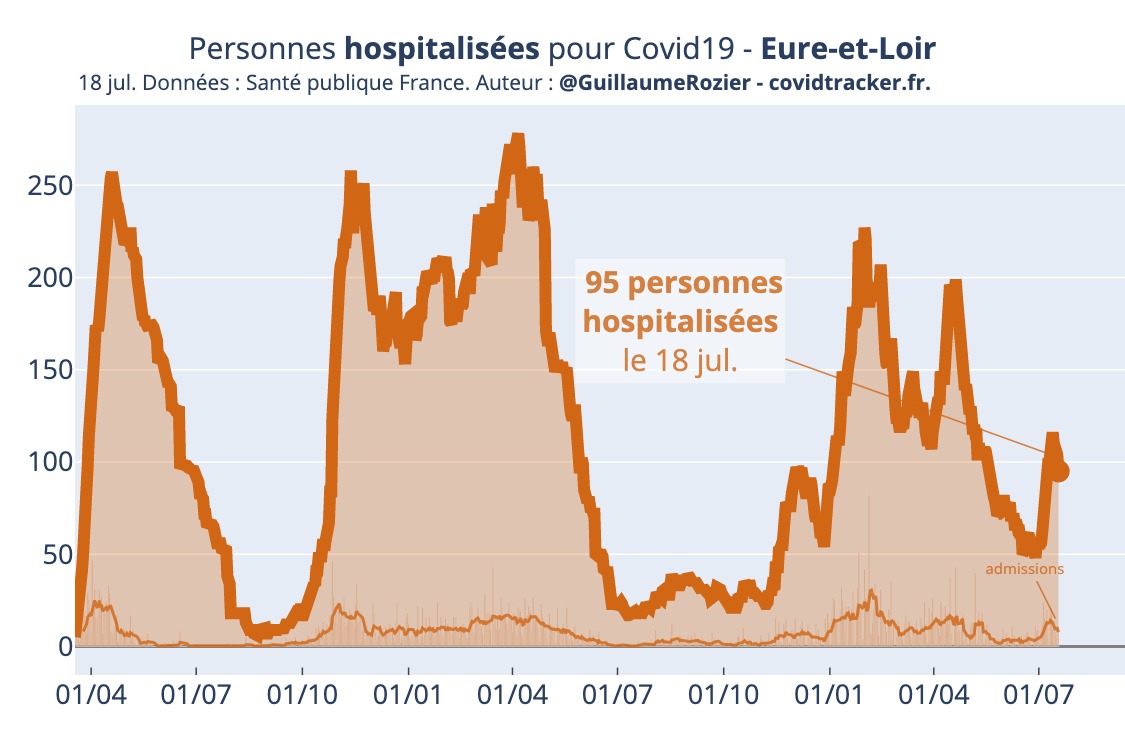 Personnes hospitalisées pour Covid19 - Eure-et-Loir
18 jul. Données : Santé publique France. Auteur : @GuillaumeRozier - covidtracker.fr.
250
200
150
100
50
0
95 personnes
hospitalisées
le 18 jul.
admissions
01/04 01/07 01/10 01/01 01/04 01/07 01/10 01/01 01/04 01/07